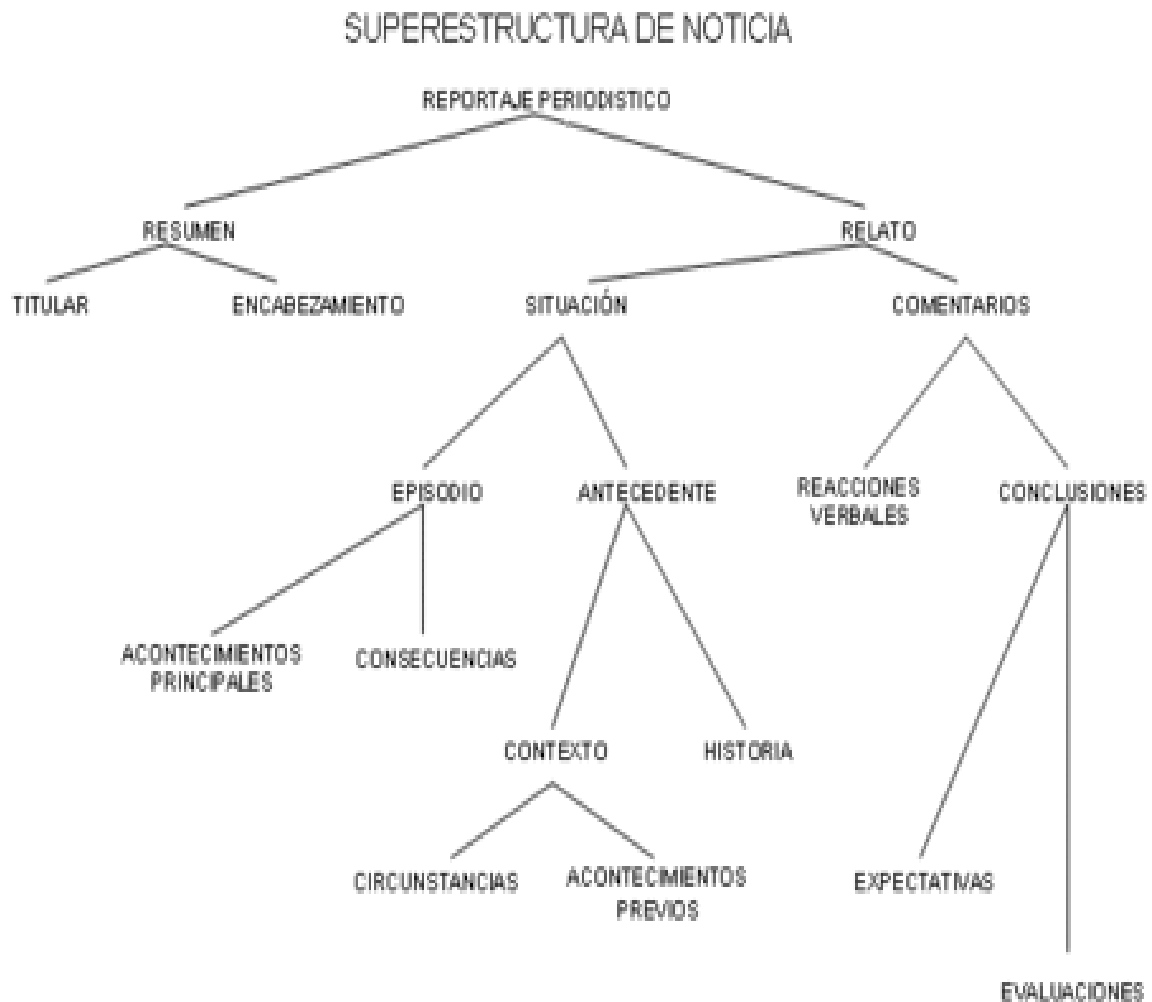 SUPERESTRUCTURA DE NOTICIA
REPORTAJE PERIODISTICO
RESUMEN
RELATO
TITULAR
ENCABEZAMIENTO
SITUACIÓN
COMENTARIOS
EPISODIO
ANTECEDENTE
REACCIONES
VERBALES
CONCLUSIONES
ACONTECIMIENTOS
PRINCIPALES
CONSECUENCIAS
CONTEXTO
HISTORIA
CIRCUNSTANCIAS
ACONTECIMIENTOS
PREVIOS
EXPECTATIVAS
EVALUACIONES